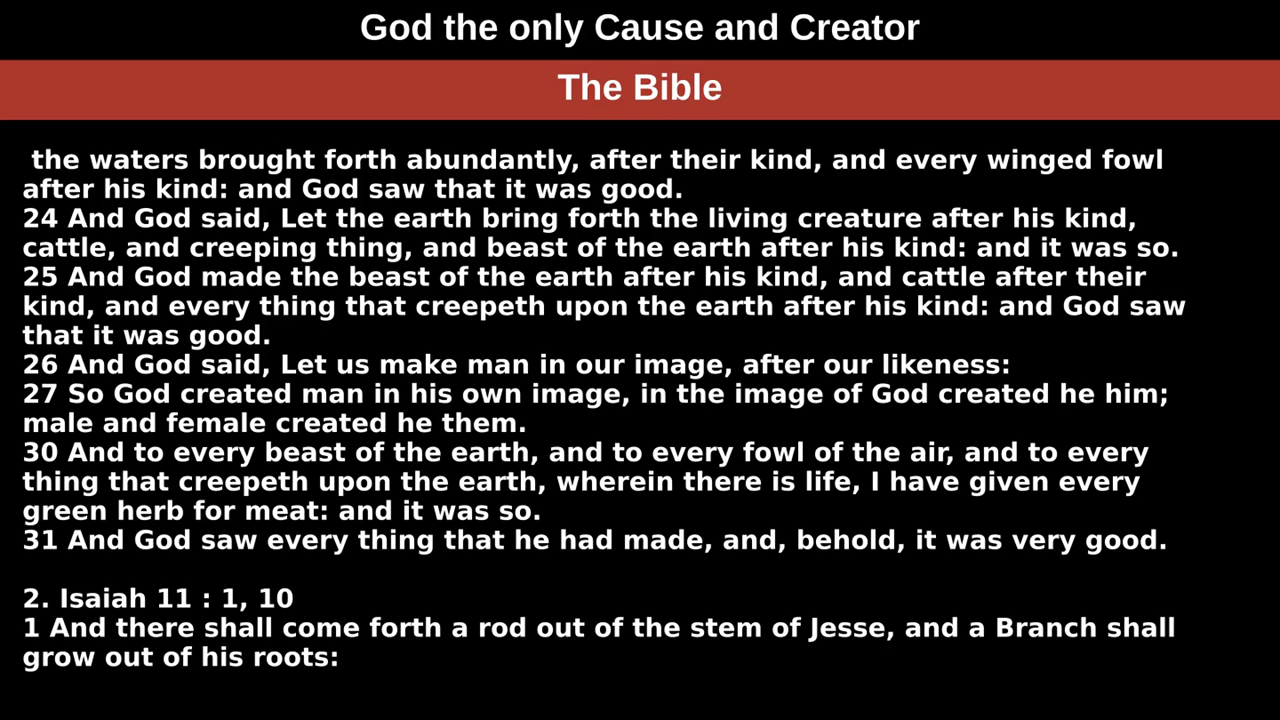 God the only Cause and Creator
The Bible
the waters brought forth abundantly, after their kind, and every winged fowl
after his kind: and God saw that it was good.
24 And God said, Let the earth bring forth the living creature after his kind,
cattle, and creeping thing, and beast of the earth after his kind: and it was so.
25 And God made the beast of the earth after his kind, and cattle after their
kind, and every thing that creepeth upon the earth after his kind: and God saw
that it was good.
26 And God said, Let us make man in our image, after our likeness:
27 So God created man in his own image, in the image of God created he him;
male and female created he them.
30 And to every beast of the earth, and to every fowl of the air, and to every
thing that creepeth upon the earth, wherein there is life, I have given every
green herb for meat: and it was so.
31 And God saw every thing that he had made, and, behold, it was very good.
2. Isaiah 11 : 1, 10
1 And there shall come forth a rod out of the stem of Jesse, and a Branch shall
grow out of his roots: